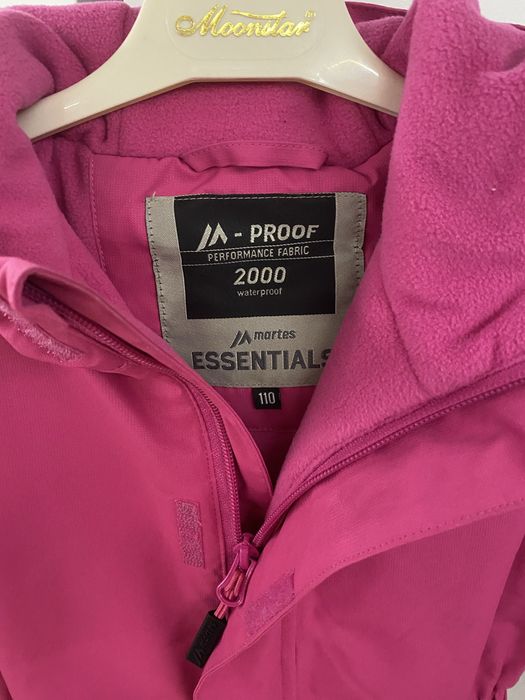 Moonstar
M - PROOF
PERFORMANCE FABRIC
2000
waterproof
martes
ESSENTIALS
110